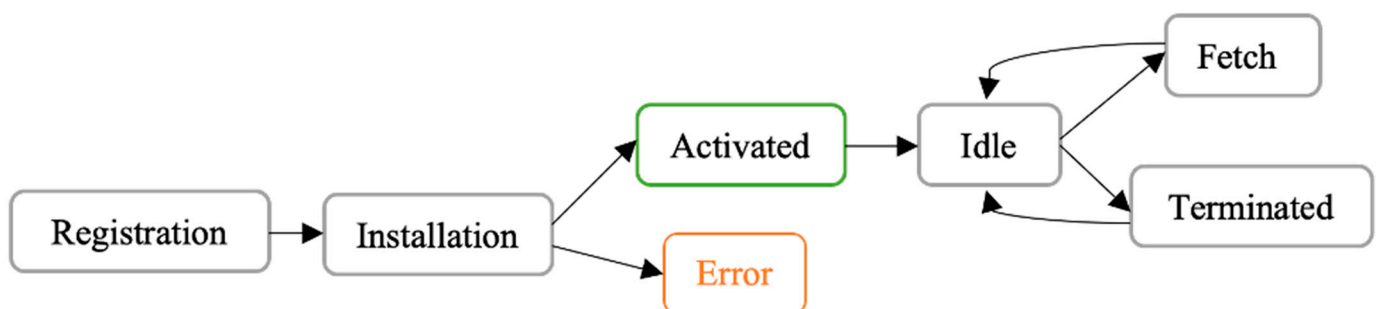 Registration
Installation
Activated
Error
Idle
Fetch
Terminated